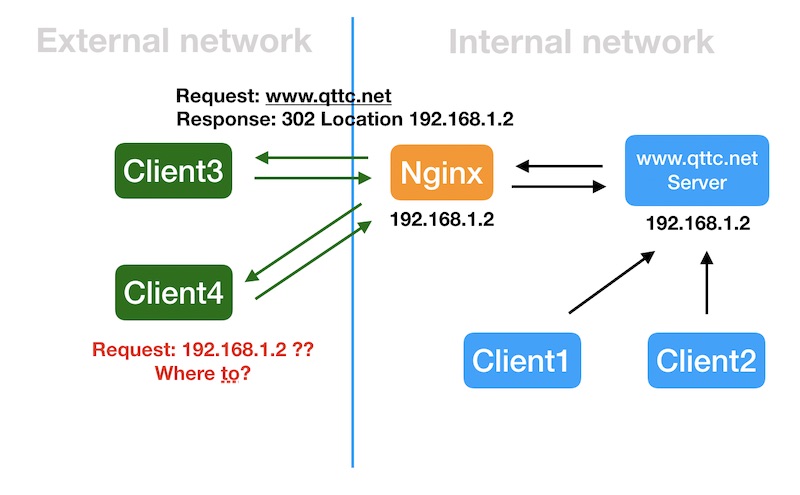 External network
Internal network
Request: www.qttc.net
Response: 302 Location 192.168.1.2
Client3
Nginx
192.168.1.2
www.qttc.net
Server
192.168.1.2
Client4
Request: 192.168.1.2 ??
Where to?
Client1
Client2